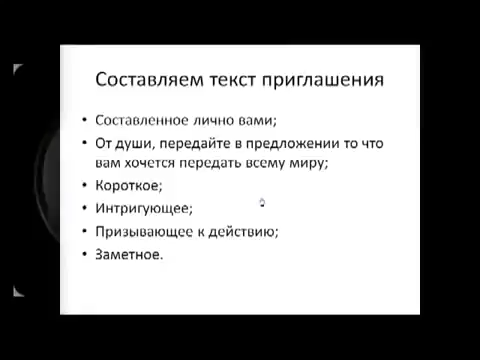 Составляем текст приглашения
• Составленное лично вами;
• От души, передайте в предложении то что
вам хочется передать всему миру;
• Короткое;
• Интригующее;
• Призывающее к действию;
• Заметное.